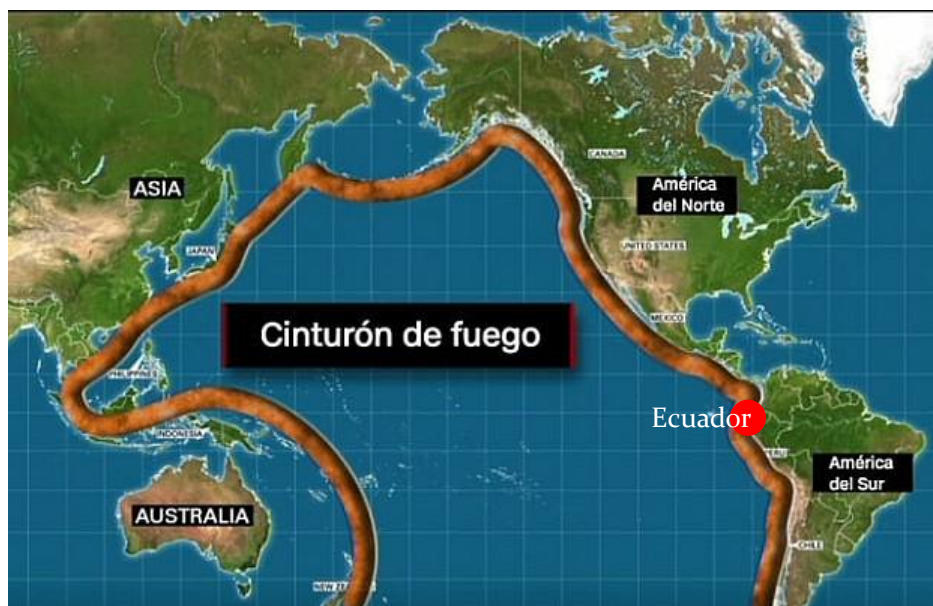 ASIA
América
del Norte
CANADA
UNITED STATES
JAPAN
Cinturón de fuego
MEXICO
PHILIPPINES
Ecuador
INDONESIA
PERU
América
del Sur
AUSTRALIA
CHILE